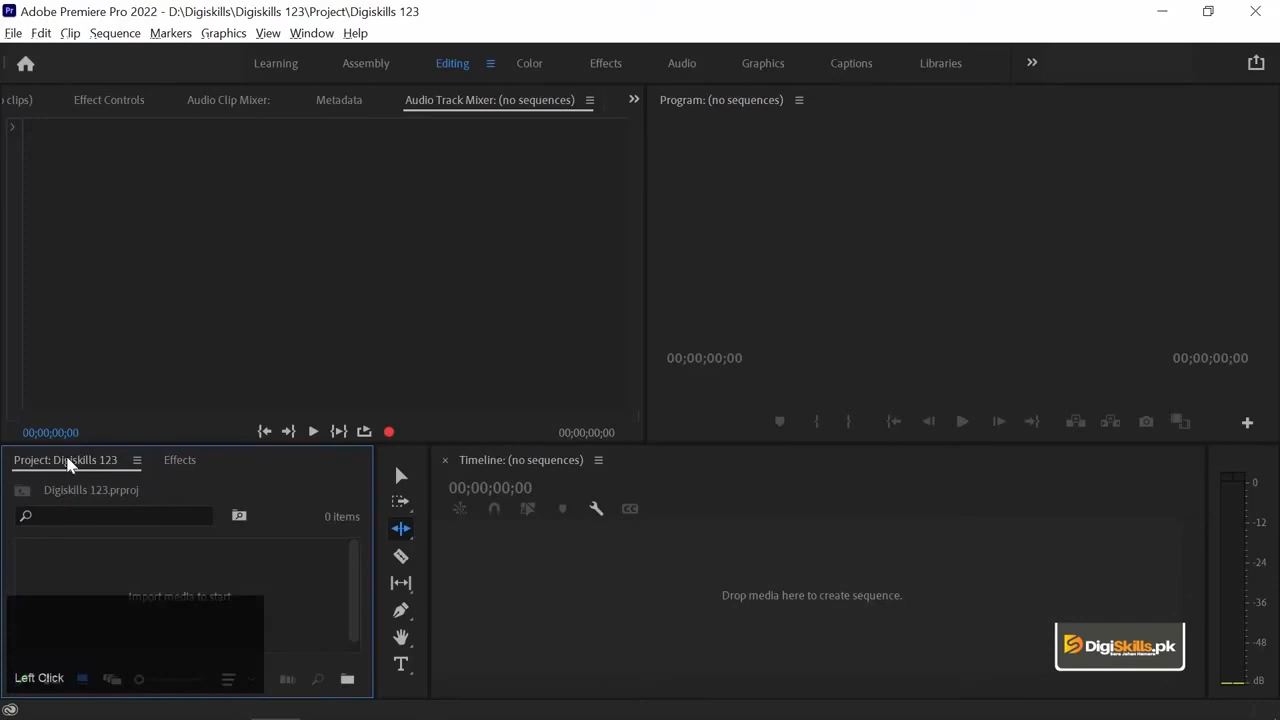 Adobe Premiere Pro 2022 - D:\Digiskills\Digiskills 123\Project\Digiskills 123
File Edit Clip Sequence Markers Graphics View Window Help
Learning Assembly Editing Color Effects Audio Graphics Captions Libraries
clips) Effect Controls Audio Clip Mixer: Metadata Audio Track Mixer: (no sequences)
Program: (no sequences)
00;00;00;00 00;00;00;00
00;00;00;00 00;00;00;00
Project: Digiskills 123 Effects
Timeline: (no sequences)
Digiskills 123.prproj
00;00;00;00
0 items
Import media to start
Drop media here to create sequence.
Left Click
DigiSkills.pk
0
-12
-24
-36
-48
dB